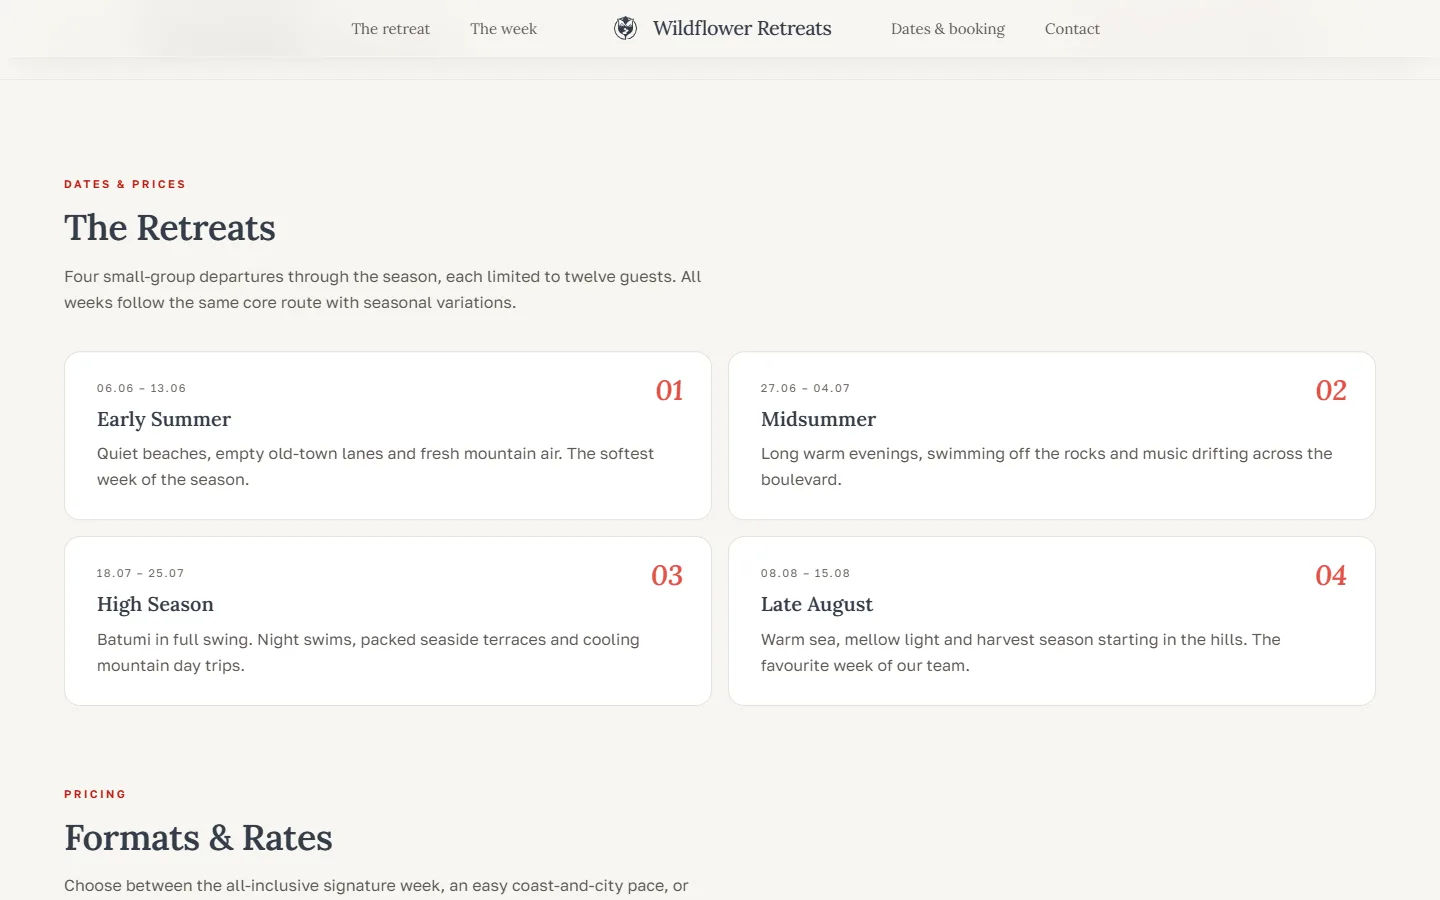 The retreat
The week
Wildflower Retreats
Dates & booking
Contact
DATES & PRICES
The Retreats
Four small-group departures through the season, each limited to twelve guests. All
weeks follow the same core route with seasonal variations.
06.06 – 13.06
01
Early Summer
Quiet beaches, empty old-town lanes and fresh mountain air. The softest
week of the season.
27.06 – 04.07
02
Midsummer
Long warm evenings, swimming off the rocks and music drifting across the
boulevard.
18.07 – 25.07
03
High Season
Batumi in full swing. Night swims, packed seaside terraces and cooling
mountain day trips.
08.08 – 15.08
04
Late August
Warm sea, mellow light and harvest season starting in the hills. The
favourite week of our team.
PRICING
Formats & Rates
Choose between the all-inclusive signature week, an easy coast-and-city pace, or